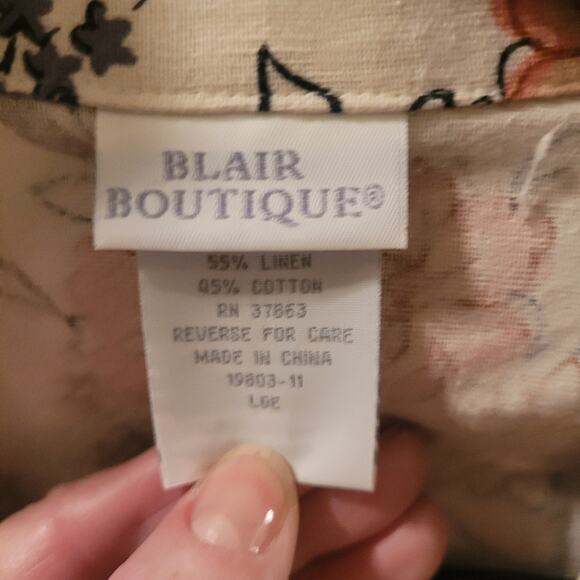 BLAIR
BOUTIQUE®
55% LINEN
45% COTTON
RN 37863
REVERSE FOR CARE
MADE IN CHINA
19803-11
LGE